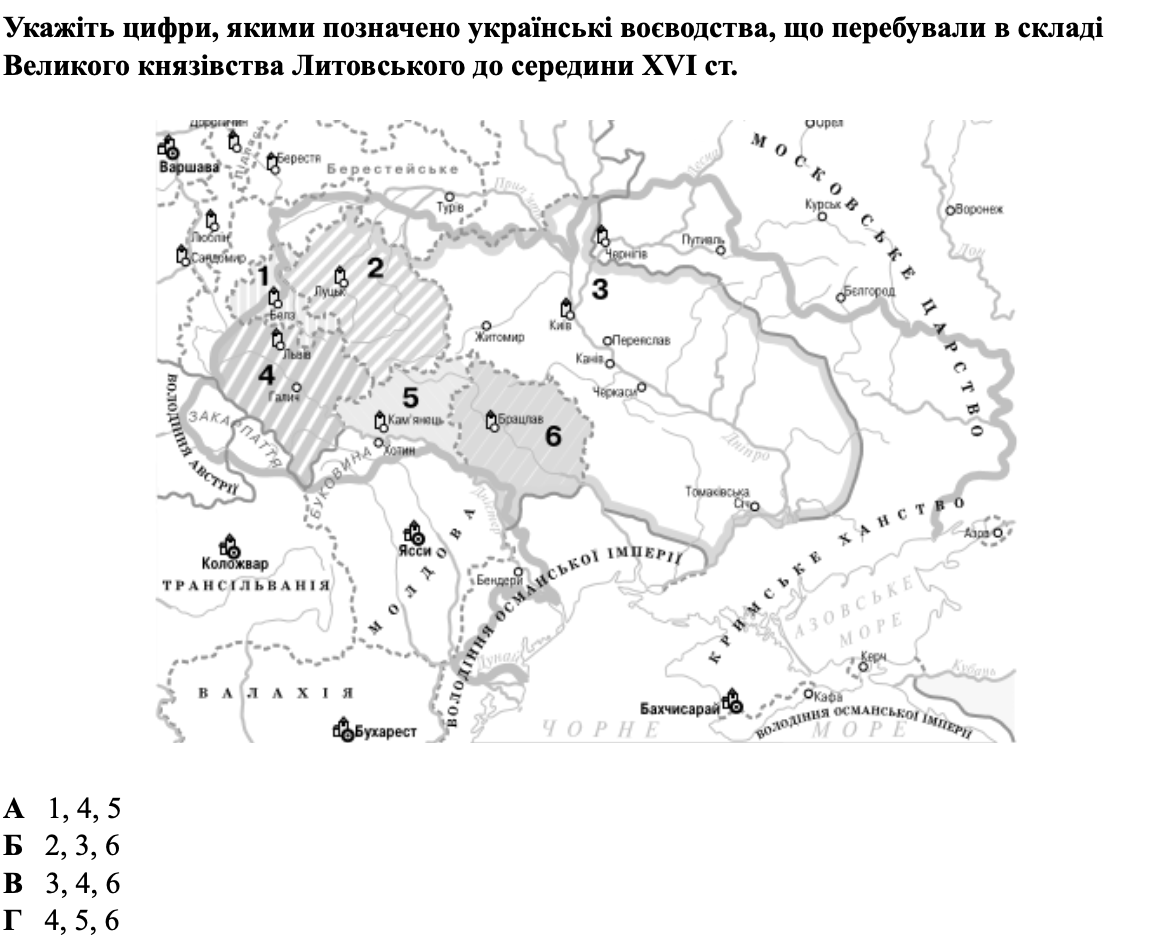 Укажіть цифри, якими позначено українські воєводства, що перебували в складі
Великого князівства Литовського до середини XVI ст.
Орел
Варшава
Берестя
Берестейське
МОСКОВСЬКЕ ЦАРСТВО
Турів
Десна
Курськ
Воронеж
Люблін
Сандомир
Чернігів
Путивль
Дон
1
2
3
Луцьк
Белз
Київ
Бєлгород
Житомир
Переяслав
Львів
Канів
4
Галич
5
Черкаси
Кам'янець
Брацлав
6
ВОЛОДІННЯ АВСТРІЇ
ЗАКАРПАТТЯ
БУКОВИНА
Хотин
Дніпро
Дністер
Томаківська
Січ
КРИМСЬКЕ ХАНСТВО
Азов
Коложвар
Ясси
ТРАНСІЛЬВАНІЯ
МОЛДОВА
Бендери
ВОЛОДІННЯ ОСМАНСЬКОЇ ІМПЕРІЇ
АЗОВСЬКЕ
МОРЕ
Дунай
Керч
Кубань
ВАЛАХІЯ
Бахчисарай
Кафа
ВОЛОДІННЯ ОСМАНСЬКОЇ ІМПЕРІЇ
Бухарест
ЧОРНЕ
МОРЕ
А 1, 4, 5
Б 2, 3, 6
В 3, 4, 6
Г 4, 5, 6